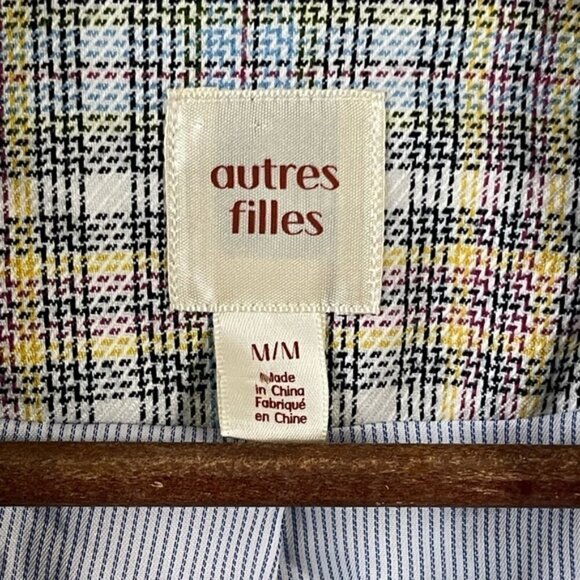 autres
filles
M/M
Made
in China
Fabriqué
en Chine